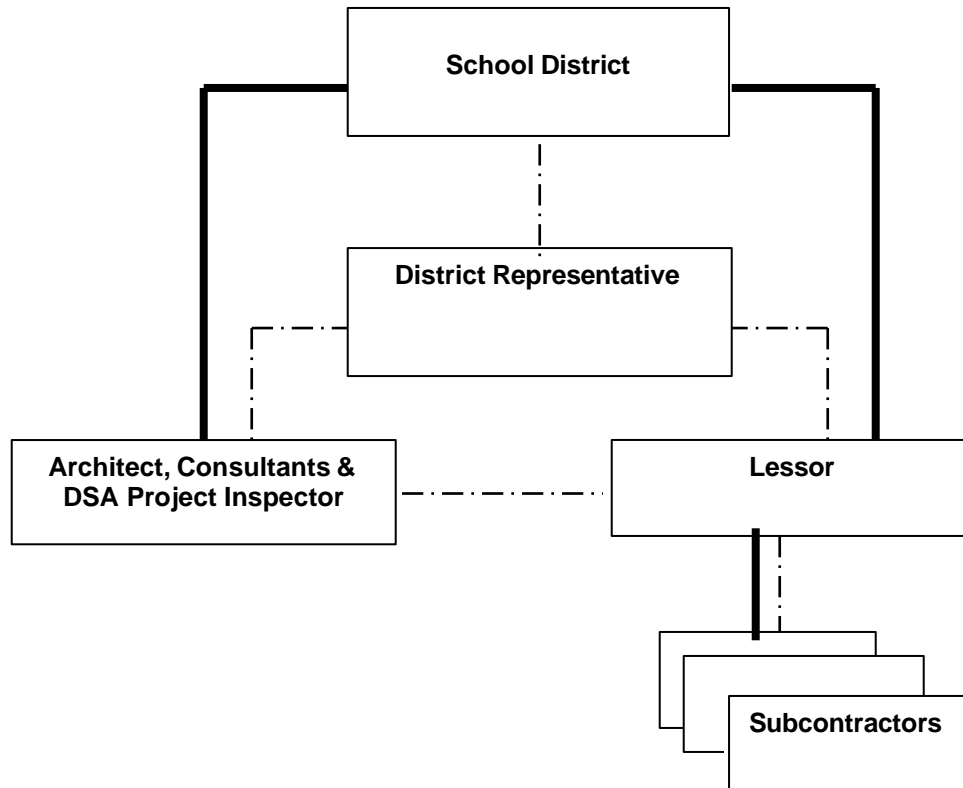 School District
District Representative
Architect, Consultants &
DSA Project Inspector
Lessor
Subcontractors